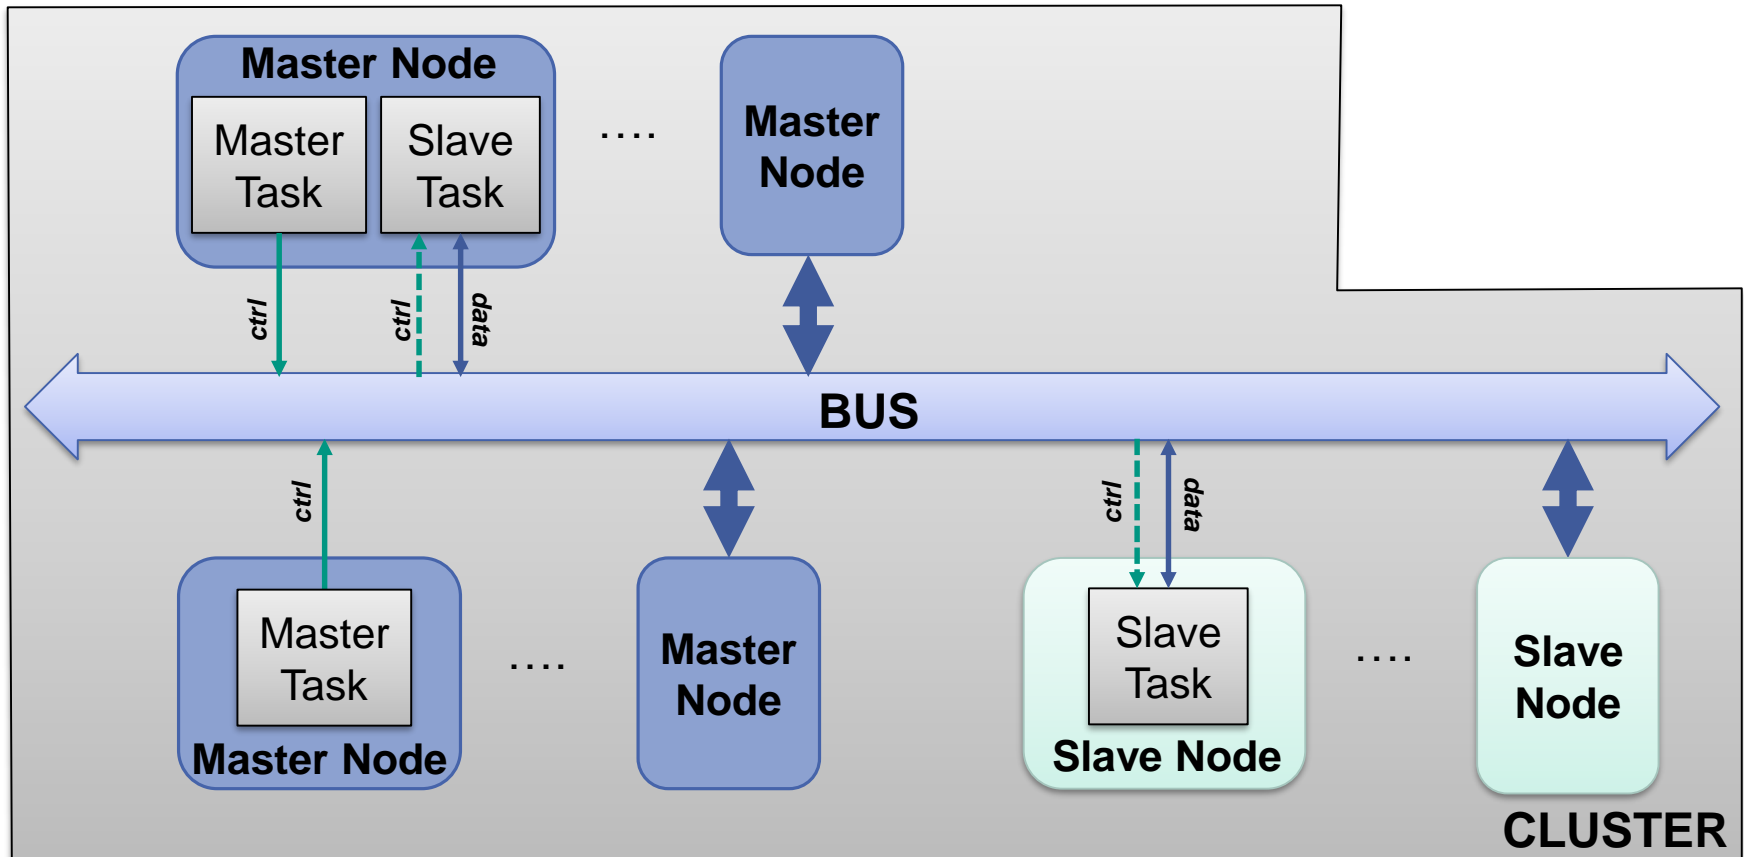 Master Node
Master
Task
Slave
Task
....
Master
Node
ctrl
ctrl
data
BUS
ctrl
ctrl
data
Master
Task
Master Node
....
Master
Node
Slave
Task
Slave Node
....
Slave
Node
CLUSTER